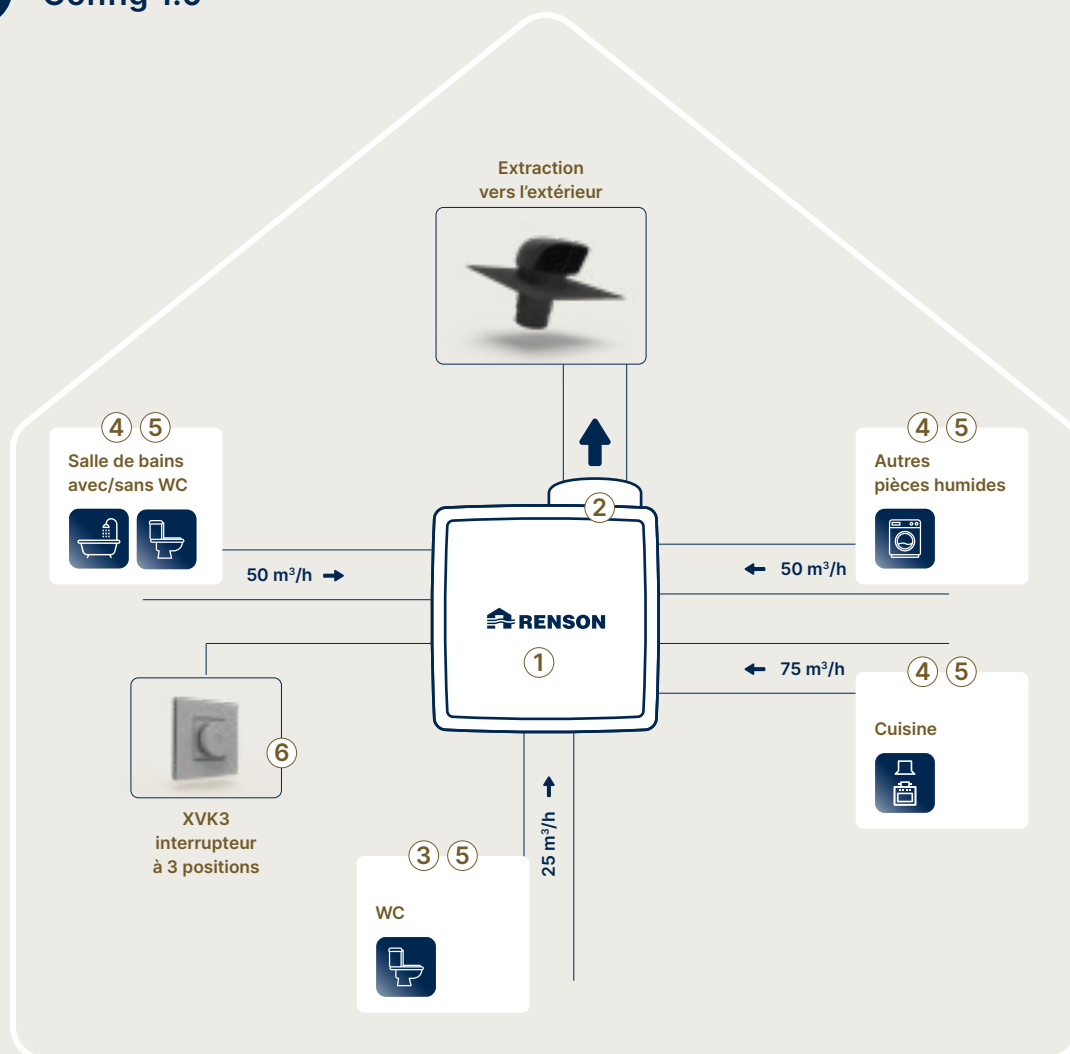 Config 1.0
Extraction
vers l'extérieur
4 5
Salle de bains
avec/sans WC
50 m³/h
2
4 5
Autres
pièces humides
50 m³/h
RENSON
1
75 m³/h
4 5
Cuisine
6
XVK3
interrupteur
à 3 positions
25 m³/h
3 5
WC